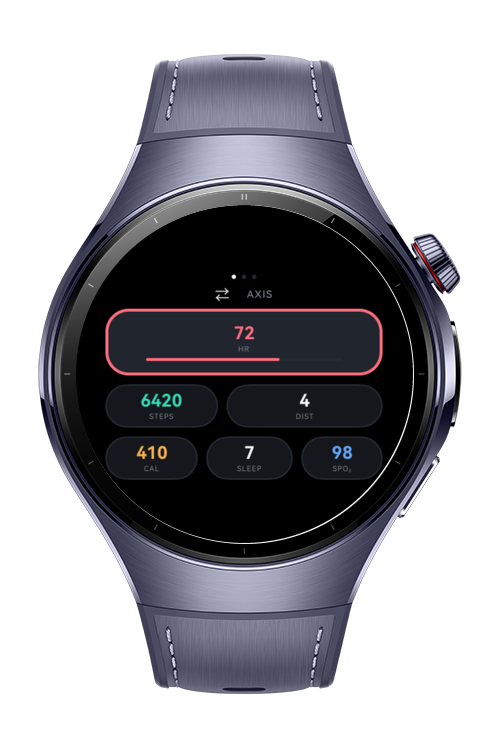 AXIS
72
HR
6420 4
STEPS DIST
410 7 98
CAL SLEEP SPO₂